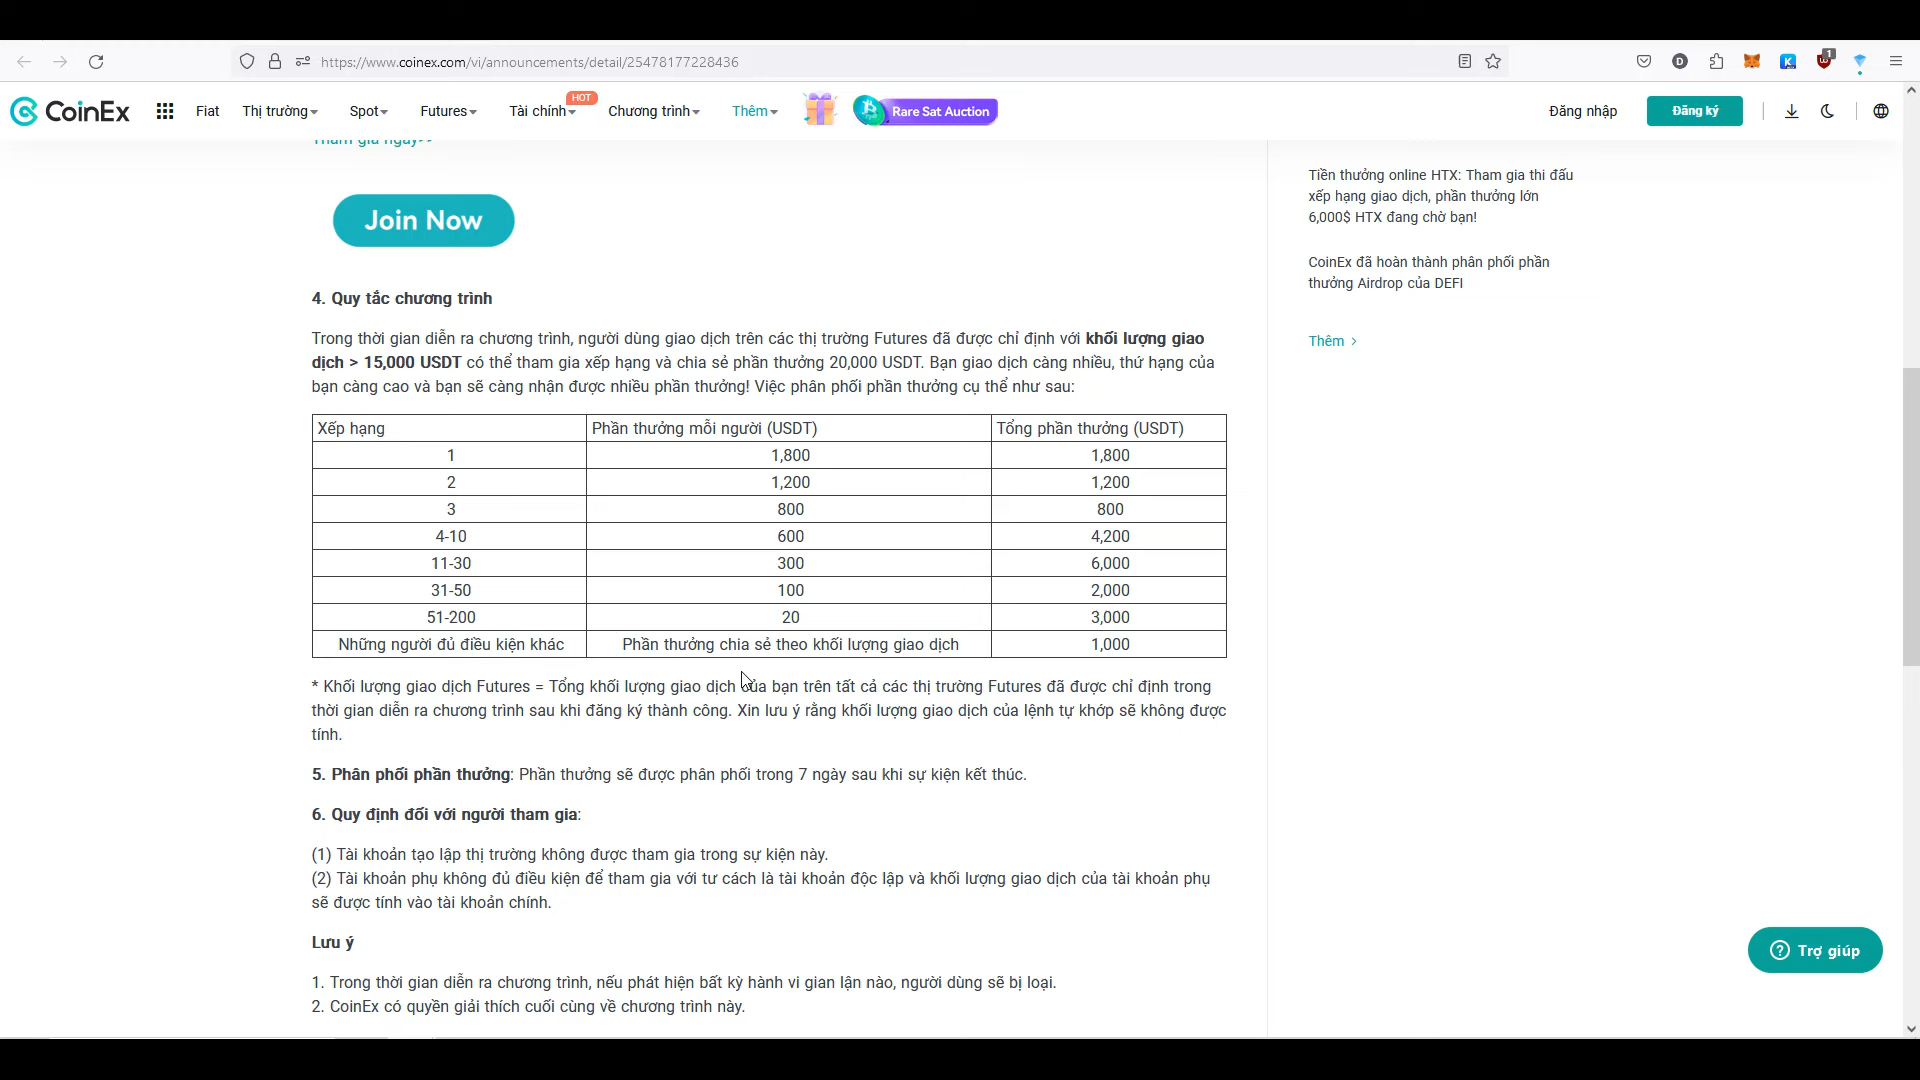 https://www.coinex.com/vi/announcements/detail/25478177228436
D
K
1
CoinEx
Fiat
Thị trường
Spot
Futures
Tài chính
HOT
Chương trình
Thêm
Rare Sat Auction
Đăng nhập
Đăng ký
Tham gia ngay>>
Join Now
4. Quy tắc chương trình
Trong thời gian diễn ra chương trình, người dùng giao dịch trên các thị trường Futures đã được chỉ định với khối lượng giao
dịch > 15,000 USDT có thể tham gia xếp hạng và chia sẻ phần thưởng 20,000 USDT. Bạn giao dịch càng nhiều, thứ hạng của
bạn càng cao và bạn sẽ càng nhận được nhiều phần thưởng! Việc phân phối phần thưởng cụ thể như sau:
Xếp hạng Phần thưởng mỗi người (USDT) Tổng phần thưởng (USDT)
1 1,800 1,800
2 1,200 1,200
3 800 800
4-10 600 4,200
11-30 300 6,000
31-50 100 2,000
51-200 20 3,000
Những người đủ điều kiện khác Phần thưởng chia sẻ theo khối lượng giao dịch 1,000
* Khối lượng giao dịch Futures = Tổng khối lượng giao dịch của bạn trên tất cả các thị trường Futures đã được chỉ định trong
thời gian diễn ra chương trình sau khi đăng ký thành công. Xin lưu ý rằng khối lượng giao dịch của lệnh tự khớp sẽ không được
tính.
5. Phân phối phần thưởng: Phần thưởng sẽ được phân phối trong 7 ngày sau khi sự kiện kết thúc.
6. Quy định đối với người tham gia:
(1) Tài khoản tạo lập thị trường không được tham gia trong sự kiện này.
(2) Tài khoản phụ không đủ điều kiện để tham gia với tư cách là tài khoản độc lập và khối lượng giao dịch của tài khoản phụ
sẽ được tính vào tài khoản chính.
Lưu ý
1. Trong thời gian diễn ra chương trình, nếu phát hiện bất kỳ hành vi gian lận nào, người dùng sẽ bị loại.
2. CoinEx có quyền giải thích cuối cùng về chương trình này.
Tiền thưởng online HTX: Tham gia thi đấu
xếp hạng giao dịch, phần thưởng lớn
6,000$ HTX đang chờ bạn!
CoinEx đã hoàn thành phân phối phần
thưởng Airdrop của DEFI
Thêm >
Trợ giúp